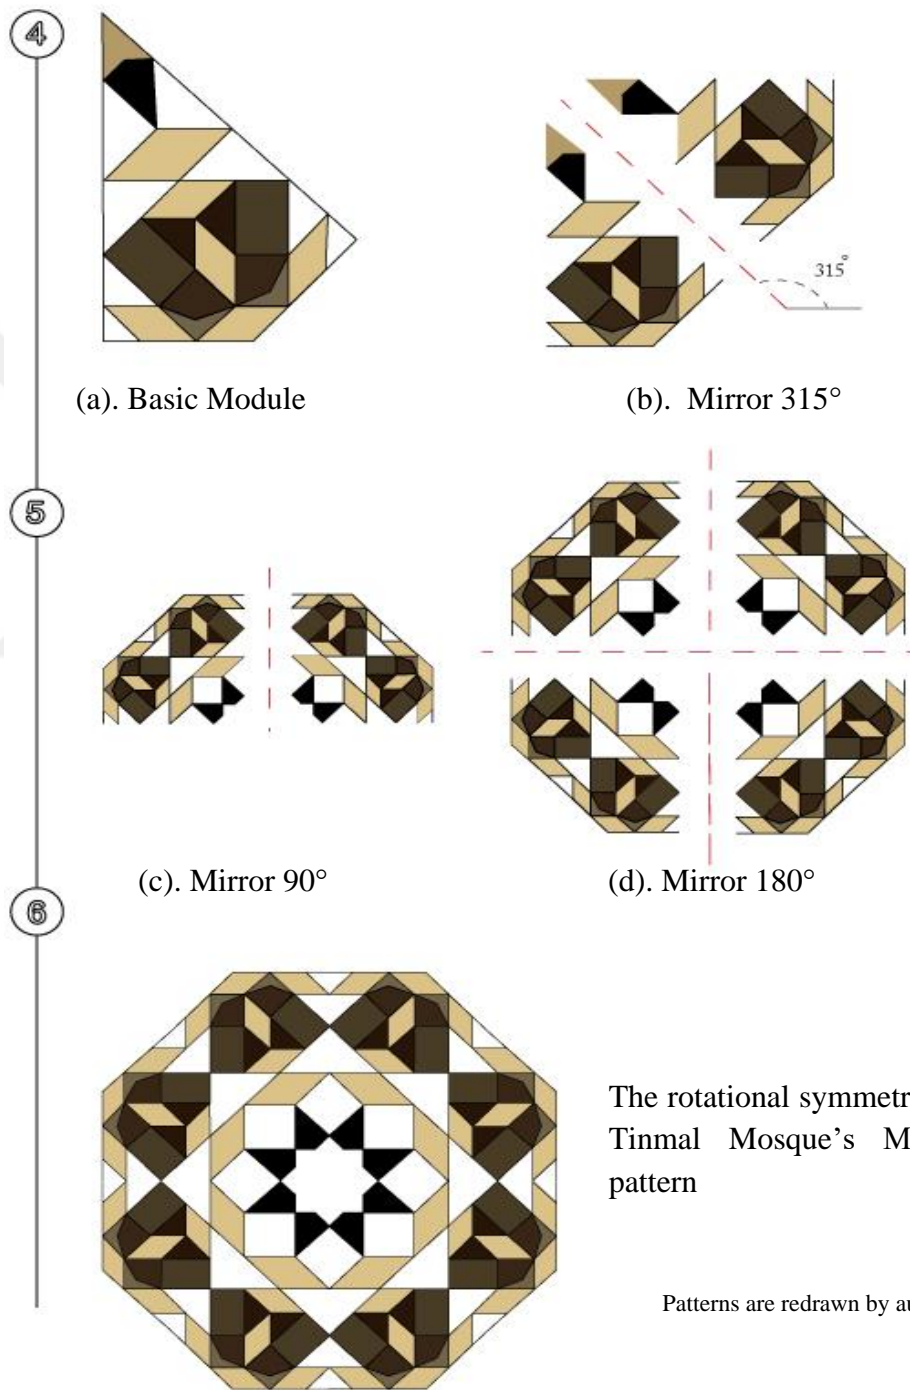 4
(a). Basic Module
315°
(b). Mirror 315°
5
(c). Mirror 90°
(d). Mirror 180°
6
The rotational
Tinmal Mosque's
pattern
Patterns are redrawn by